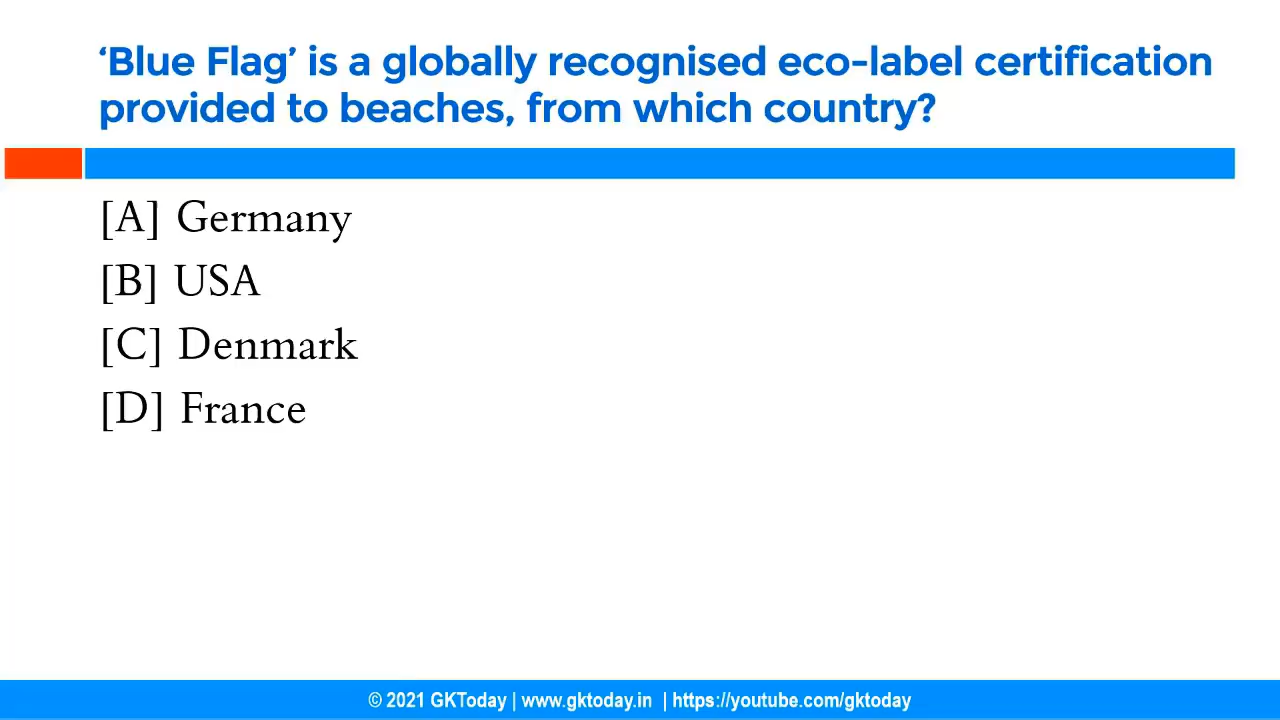 ‘Blue Flag’ is a globally recognised eco-label certification
provided to beaches, from which country?
[A] Germany
[B] USA
[C] Denmark
[D] France
© 2021 GKToday | www.gktoday.in | https://youtube.com/gktoday